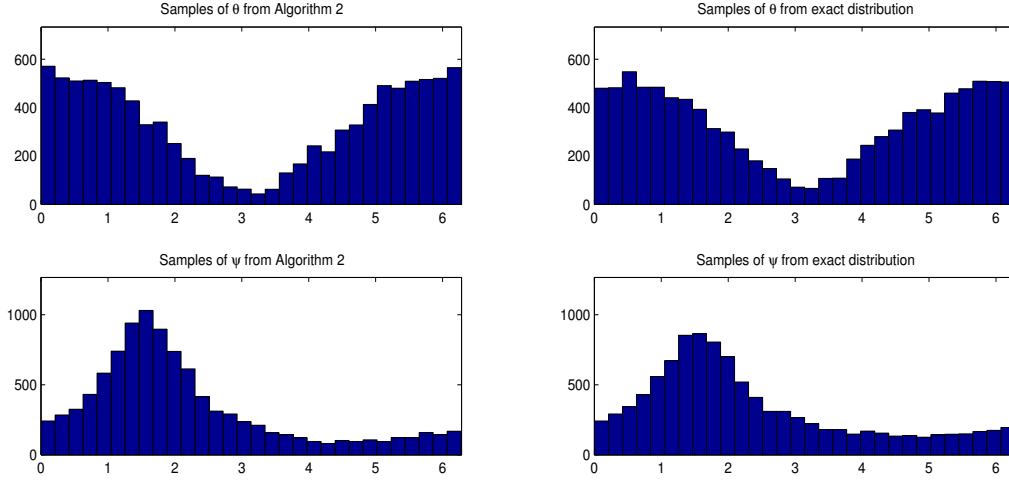 Samples of θ from Algorithm 2
600
400
200
0
0 1 2 3 4 5 6
Samples of θ from exact distribution
600
400
200
0
0 1 2 3 4 5 6
Samples of ψ from Algorithm 2
1000
500
0
0 1 2 3 4 5 6
Samples of ψ from exact distribution
1000
500
0
0 1 2 3 4 5 6